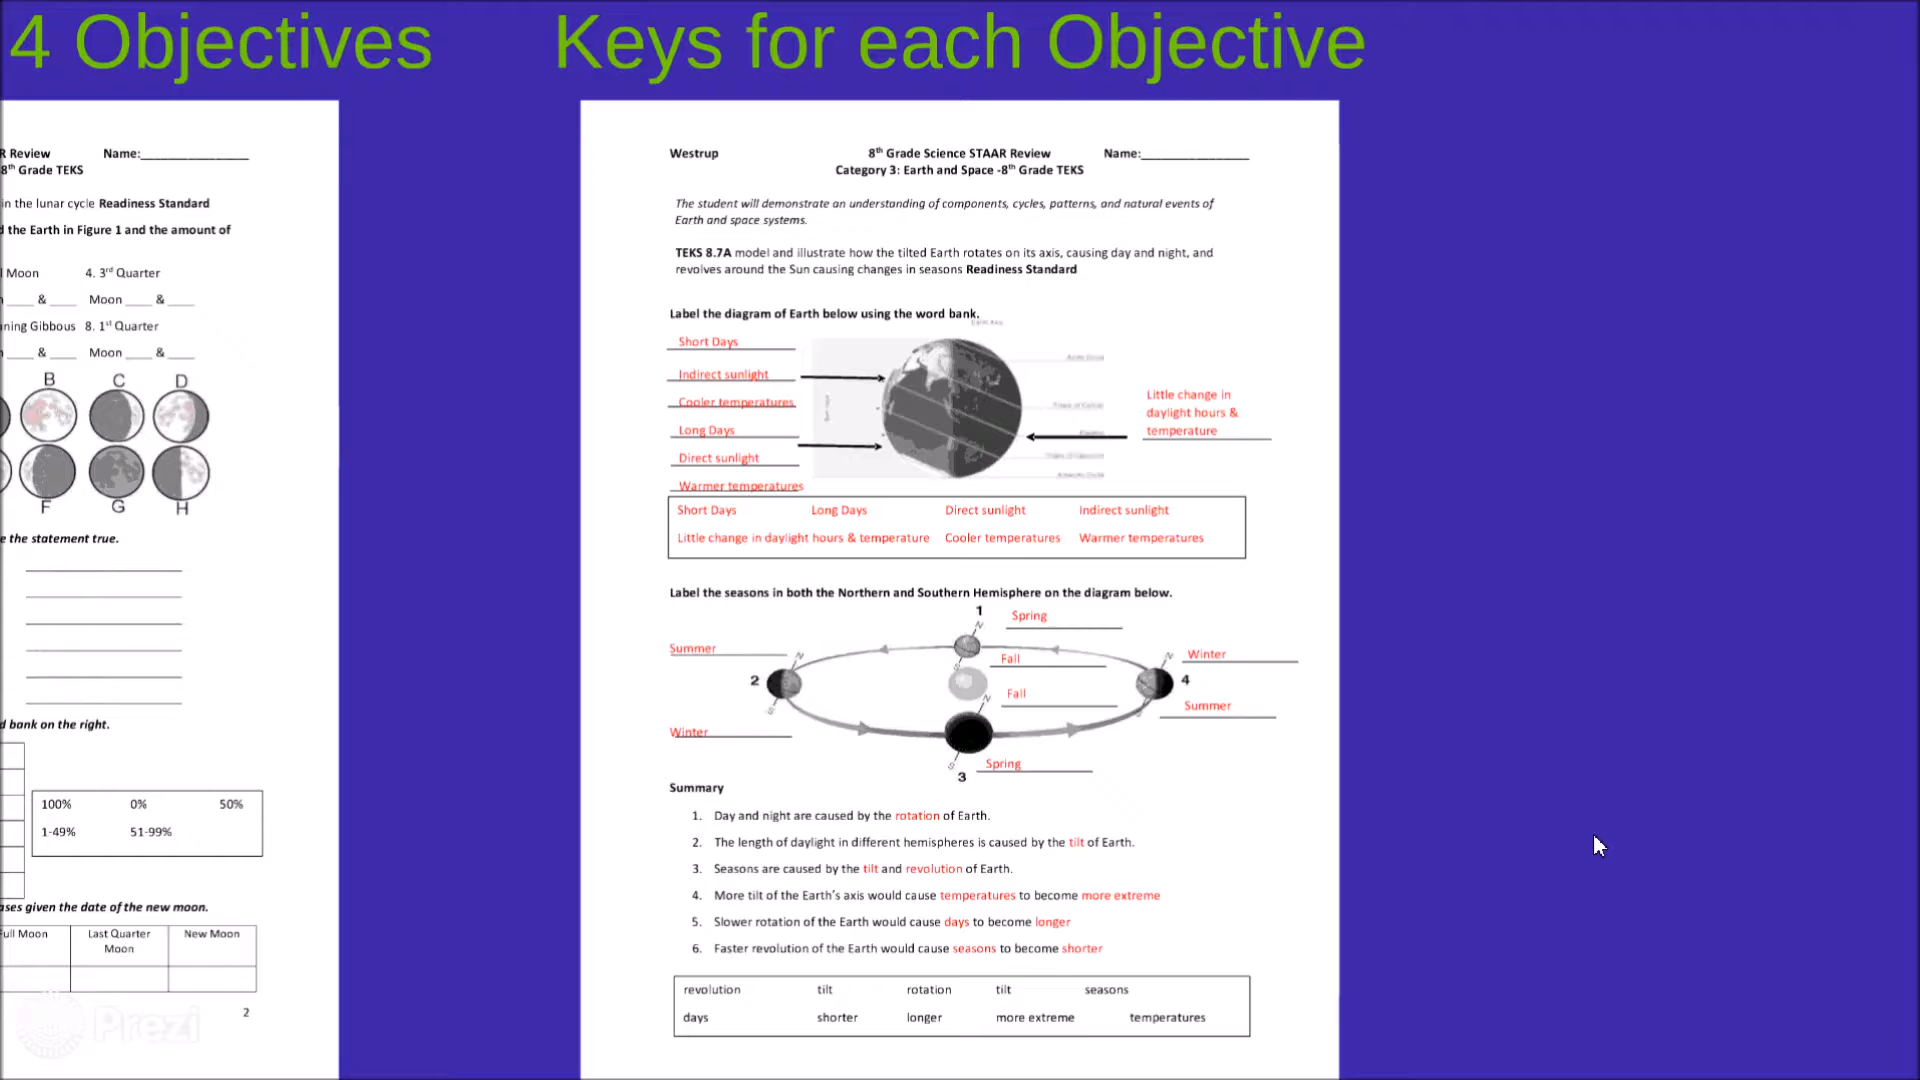 4 Objectives
Keys for each Objective
R Review Name:
8th Grade TEKS
in the lunar cycle Readiness Standard
the Earth in Figure 1 and the amount of
Moon 4. 3rd Quarter
& Moon &
Gibbous 8. 1st Quarter
& Moon &
B C D
F G H
the statement true.
bank on the right.
100% 0% 50%
1-49% 51-99%
given the date of the new moon.
Full Moon Last Quarter New Moon
Moon
Prezi
2
Westrup 8th Grade Science STAAR Review Name:
Category 3: Earth and Space -8th Grade TEKS
The student will demonstrate an understanding of components, cycles, patterns, and natural events of
Earth and space systems.
TEKS 8.7A model and illustrate how the tilted Earth rotates on its axis, causing day and night, and
revolves around the Sun causing changes in seasons Readiness Standard
Label the diagram of Earth below using the word bank.
Short Days
Indirect sunlight
Cooler temperatures
Long Days
Direct sunlight
Warmer temperatures
Little change in
daylight hours &
temperature
Short Days Long Days Direct sunlight Indirect sunlight
Little change in daylight hours & temperature Cooler temperatures Warmer temperatures
Label the seasons in both the Northern and Southern Hemisphere on the diagram below.
1 Spring
N
Summer N S Fall N Winter
2 4
S N Fall Summer
Winter
S Spring
3
Summary
1. Day and night are caused by the rotation of Earth.
2. The length of daylight in different hemispheres is caused by the tilt of Earth.
3. Seasons are caused by the tilt and revolution of Earth.
4. More tilt of the Earth's axis would cause temperatures to become more extreme
5. Slower rotation of the Earth would cause days to become longer
6. Faster revolution of the Earth would cause seasons to become shorter
revolution tilt rotation tilt seasons
days shorter longer more extreme temperatures